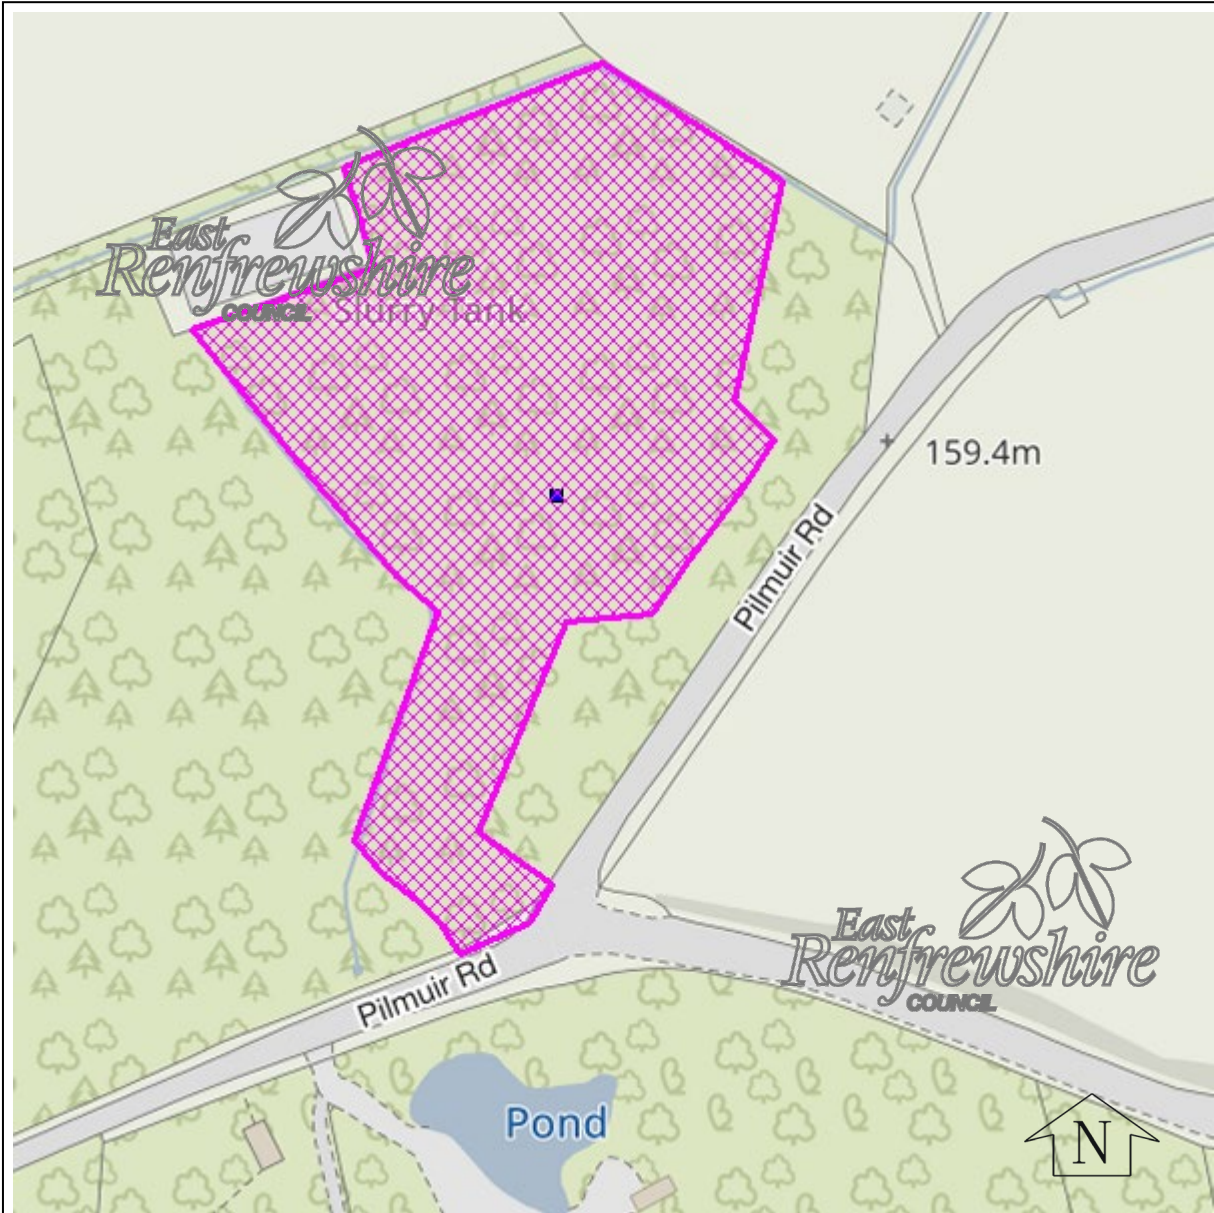 East
Renfrewshire
COUNCIL
Slurry Tank
159.4m
Pilmuir Rd
East
Renfrewshire
COUNCIL
Pilmuir Rd
Pond
N